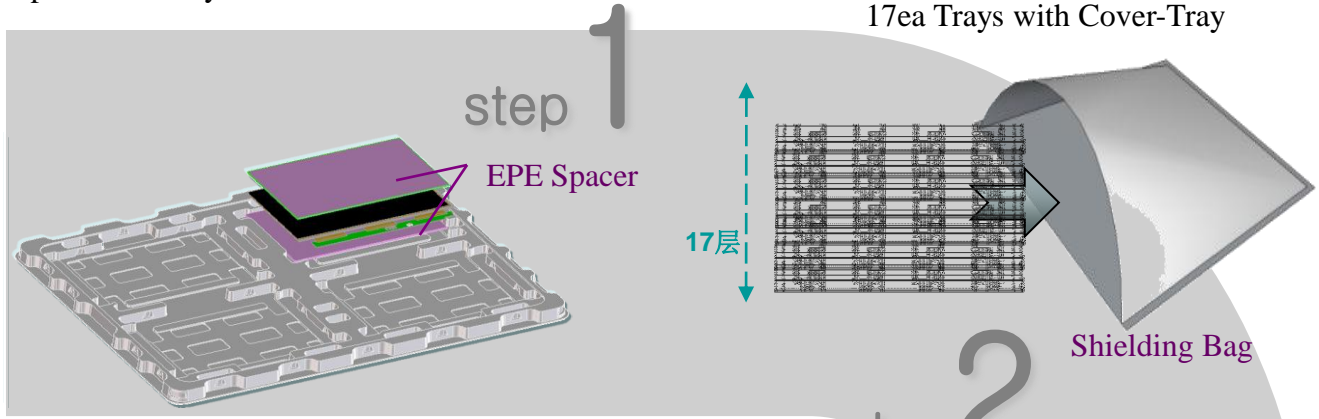 17ea Trays with Cover-Tray
step 1
EPE Spacer
17层
Shielding Bag
2